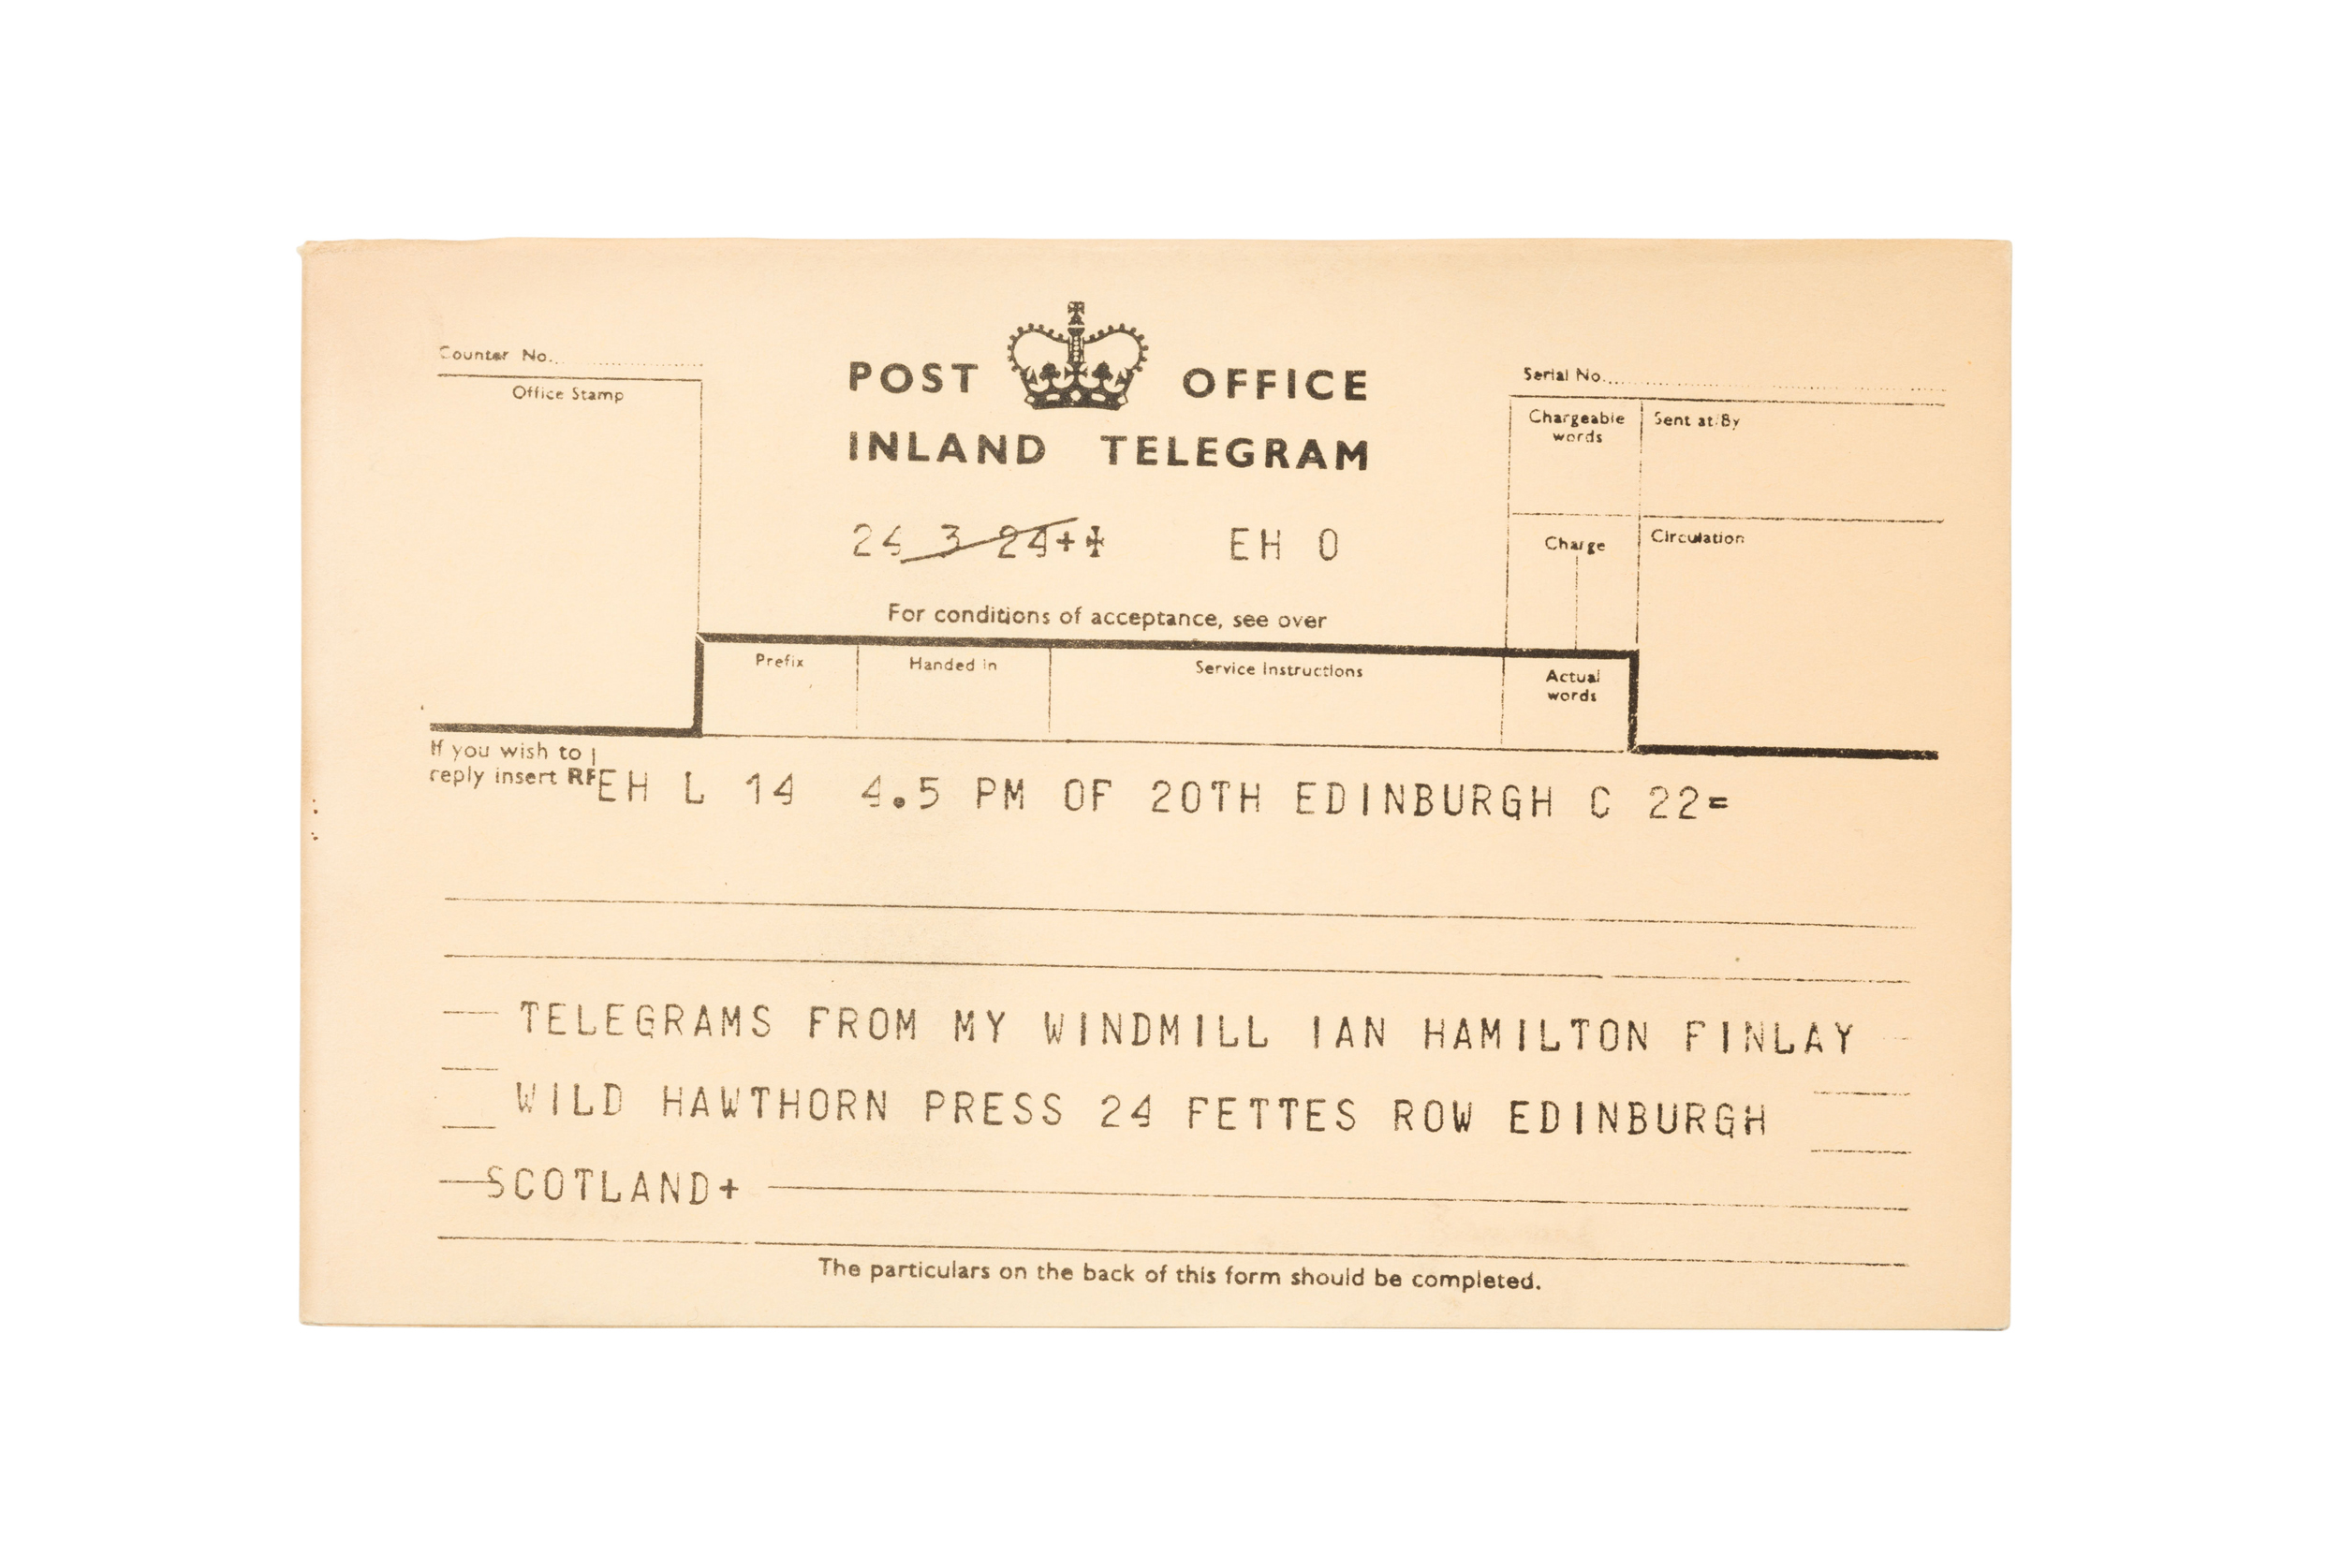 Counter No.
Office Stamp
POST OFFICE
INLAND TELEGRAM
24 3 24++ EH 0
For conditions of acceptance, see over
Serial No.
Chargeable
words
Sent at/By
Charge
Circulation
Prefix
Handed in
Service Instructions
Actual
words
If you wish to
reply insert RP
EH L 14 4.5 PM OF 20TH EDINBURGH C 22=
TELEGRAMS FROM MY WINDMILL IAN HAMILTON FINLAY
WILD HAWTHORN PRESS 24 FETTES ROW EDINBURGH
SCOTLAND+
The particulars on the back of this form should be completed.